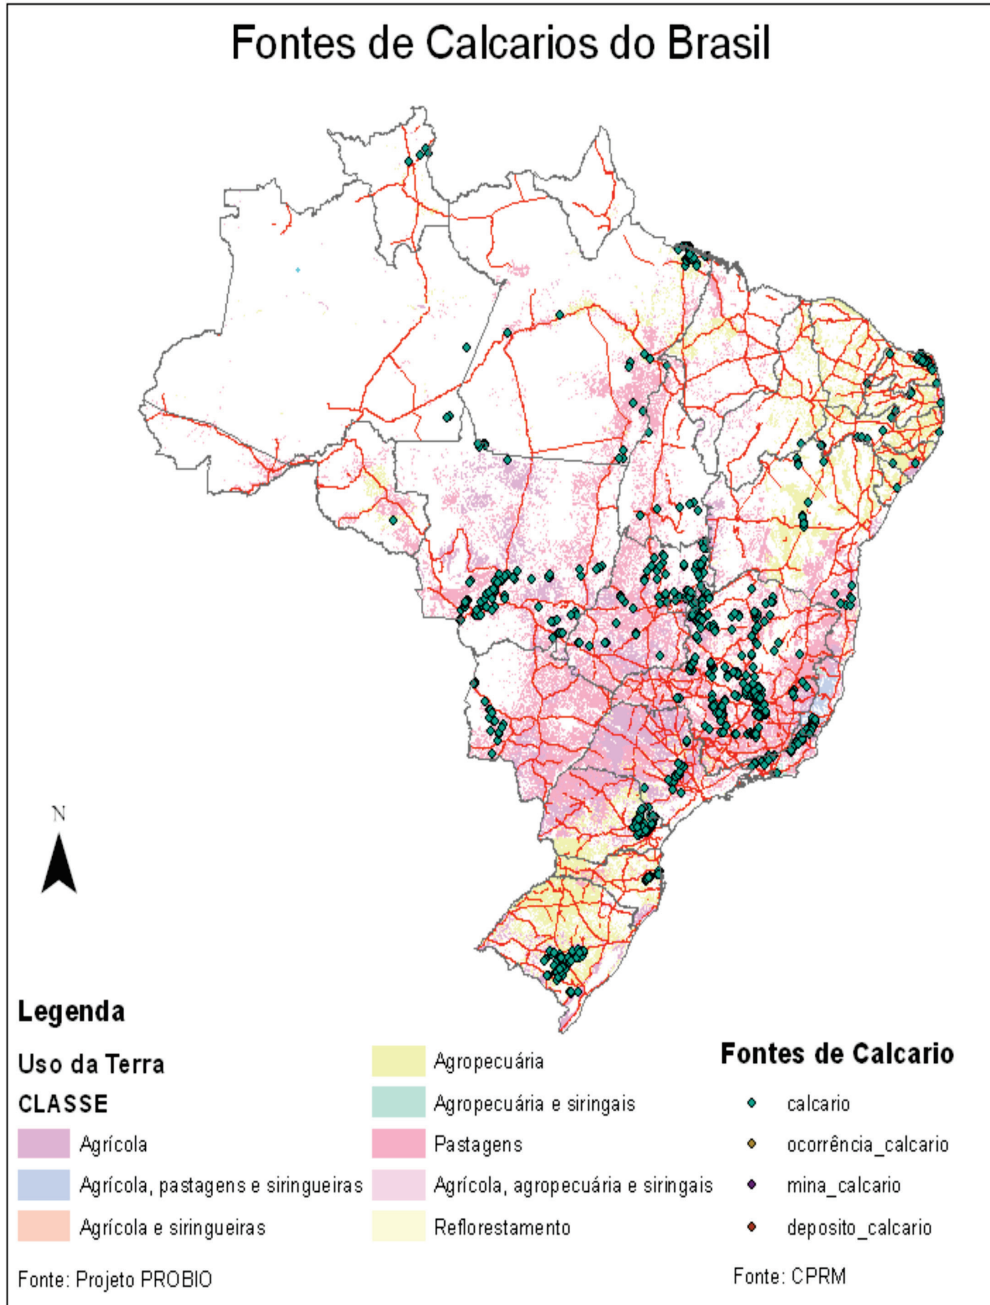 Fontes de Calcarios do Brasil
N
Legenda
Uso da Terra
CLASSE
Agrícola
Agrícola, pastagens e siringueiras
Agrícola e siringueiras
Agropecuária
Agropecuária e siringais
Pastagens
Agrícola, agropecuária e siringais
Reflorestamento
Fonte: Projeto PROBIO
Fontes de Calcario
calcario
ocorrência_calcario
mina_calcario
deposito_calcario
Fonte: CPRM